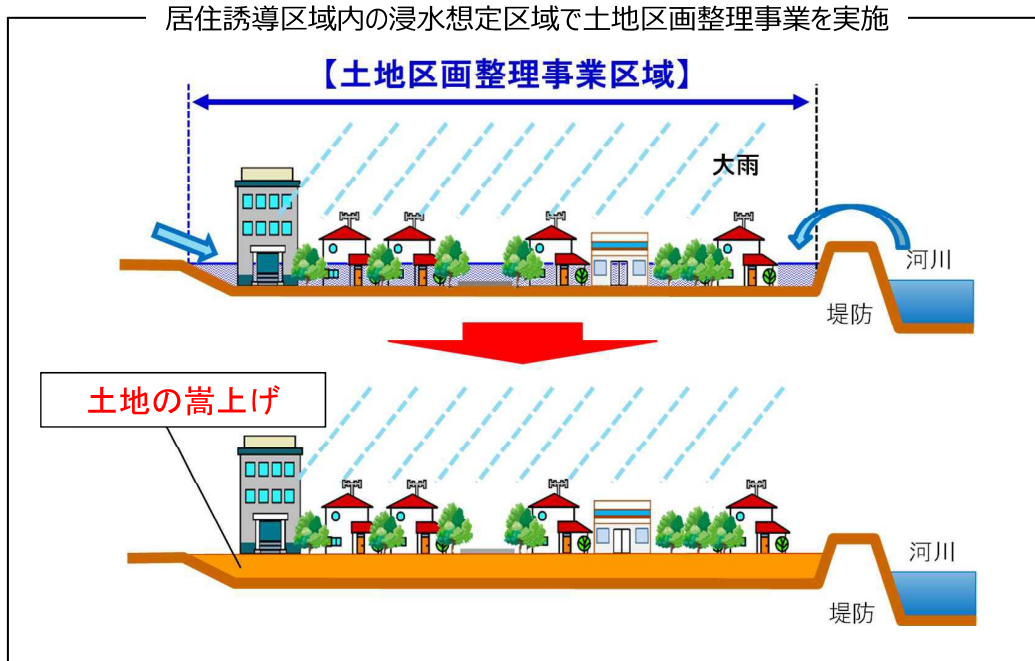 居住誘導区域内の浸水想定区域で土地区画整理事業を実施
【土地区画整理事業区域】
大雨
河川
堤防
土地の嵩上げ
河川
堤防